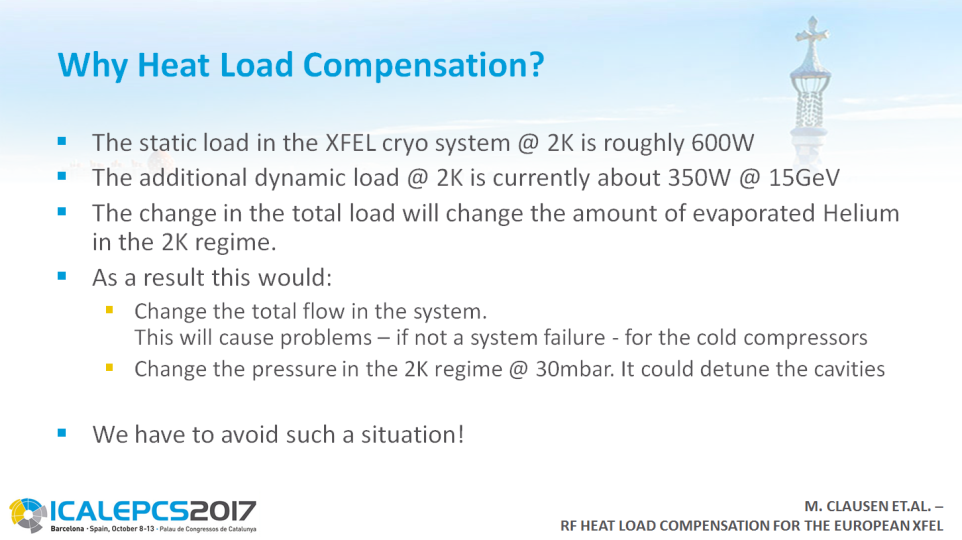 Why Heat Load Compensation?
The static load in the XFEL cryo system @ 2K is roughly 600W
The additional dynamic load @ 2K is currently about 350W @ 15GeV
The change in the total load will change the amount of evaporated Helium
in the 2K regime.
As a result this would:
Change the total flow in the system.
This will cause problems – if not a system failure - for the cold compressors
Change the pressure in the 2K regime @ 30mbar. It could detune the cavities
We have to avoid such a situation!
ICALEPCS2017
Barcelona · Spain, October 8-13 · Palau de Congressos de Catalunya
M. CLAUSEN ET.AL. –
RF HEAT LOAD COMPENSATION FOR THE EUROPEAN XFEL